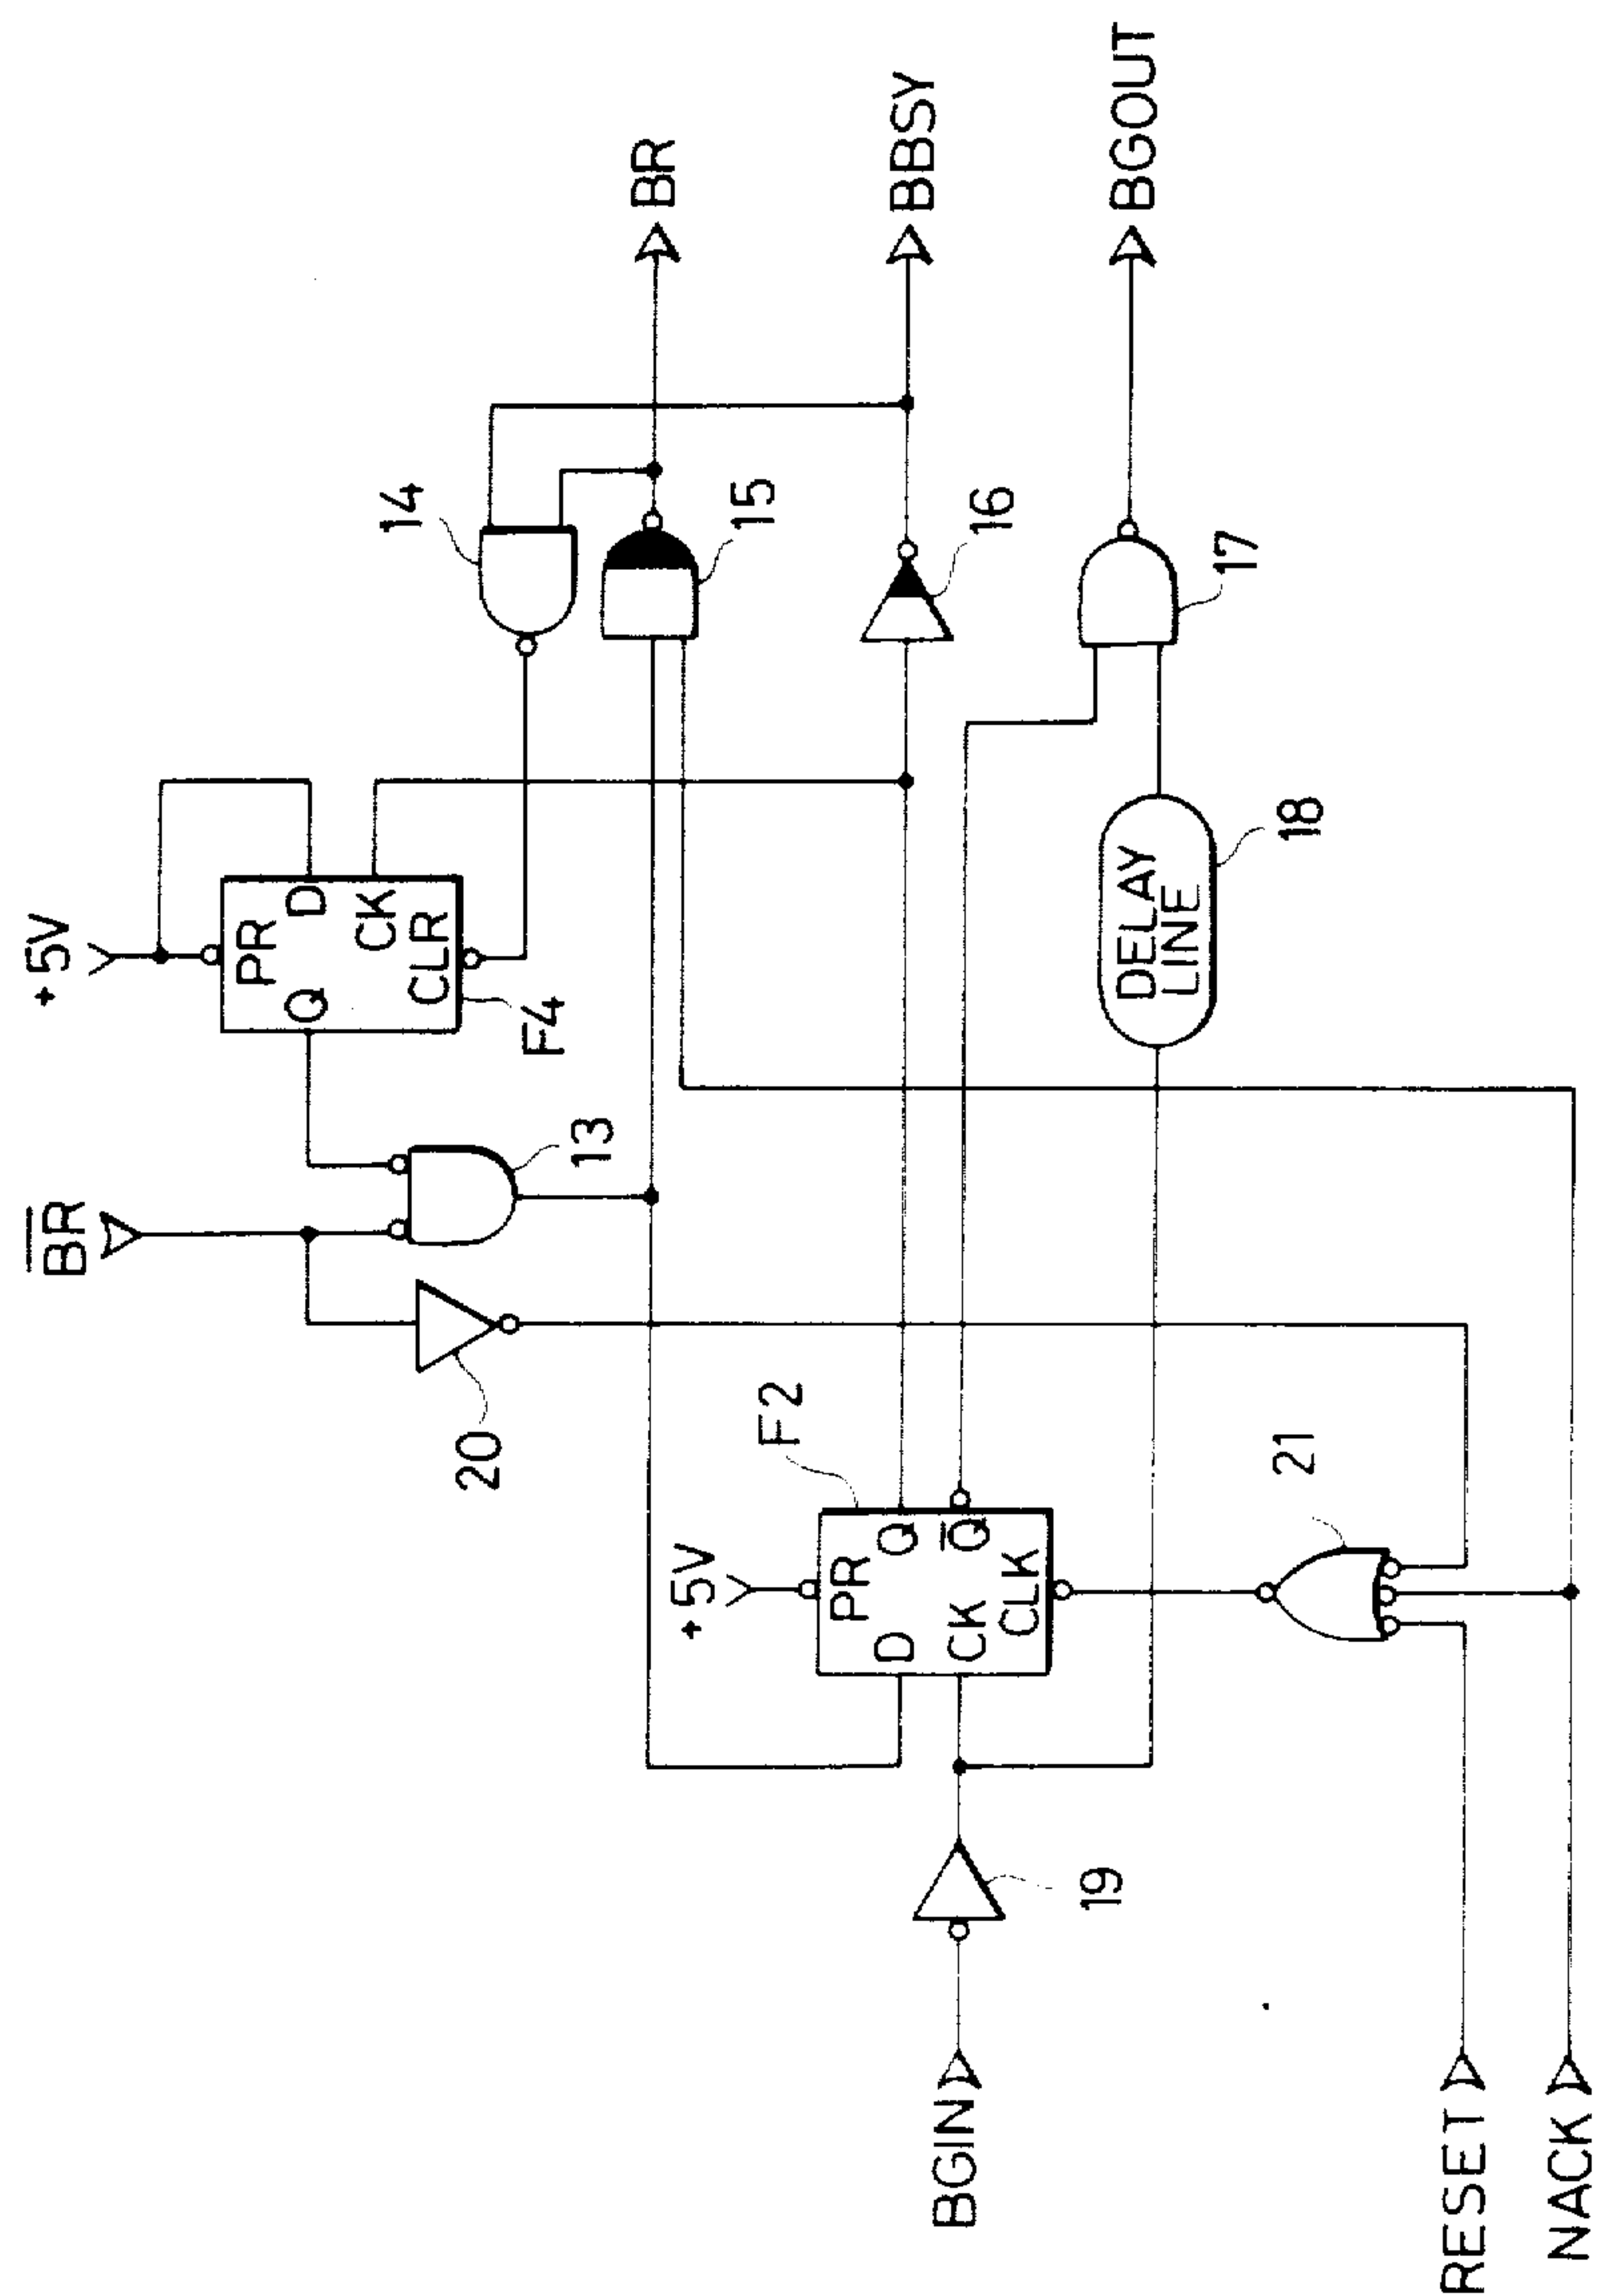 +5V
B̅R̅
PR
D
Q
CK
CLR
F4
13
20
14
15
BR
16
BBSY
+5V
F2
PR
Q
D
Q̅
CK
CLK
17
BGOUT
DELAY
LINE
18
19
21
BGIN
RESET
NACK